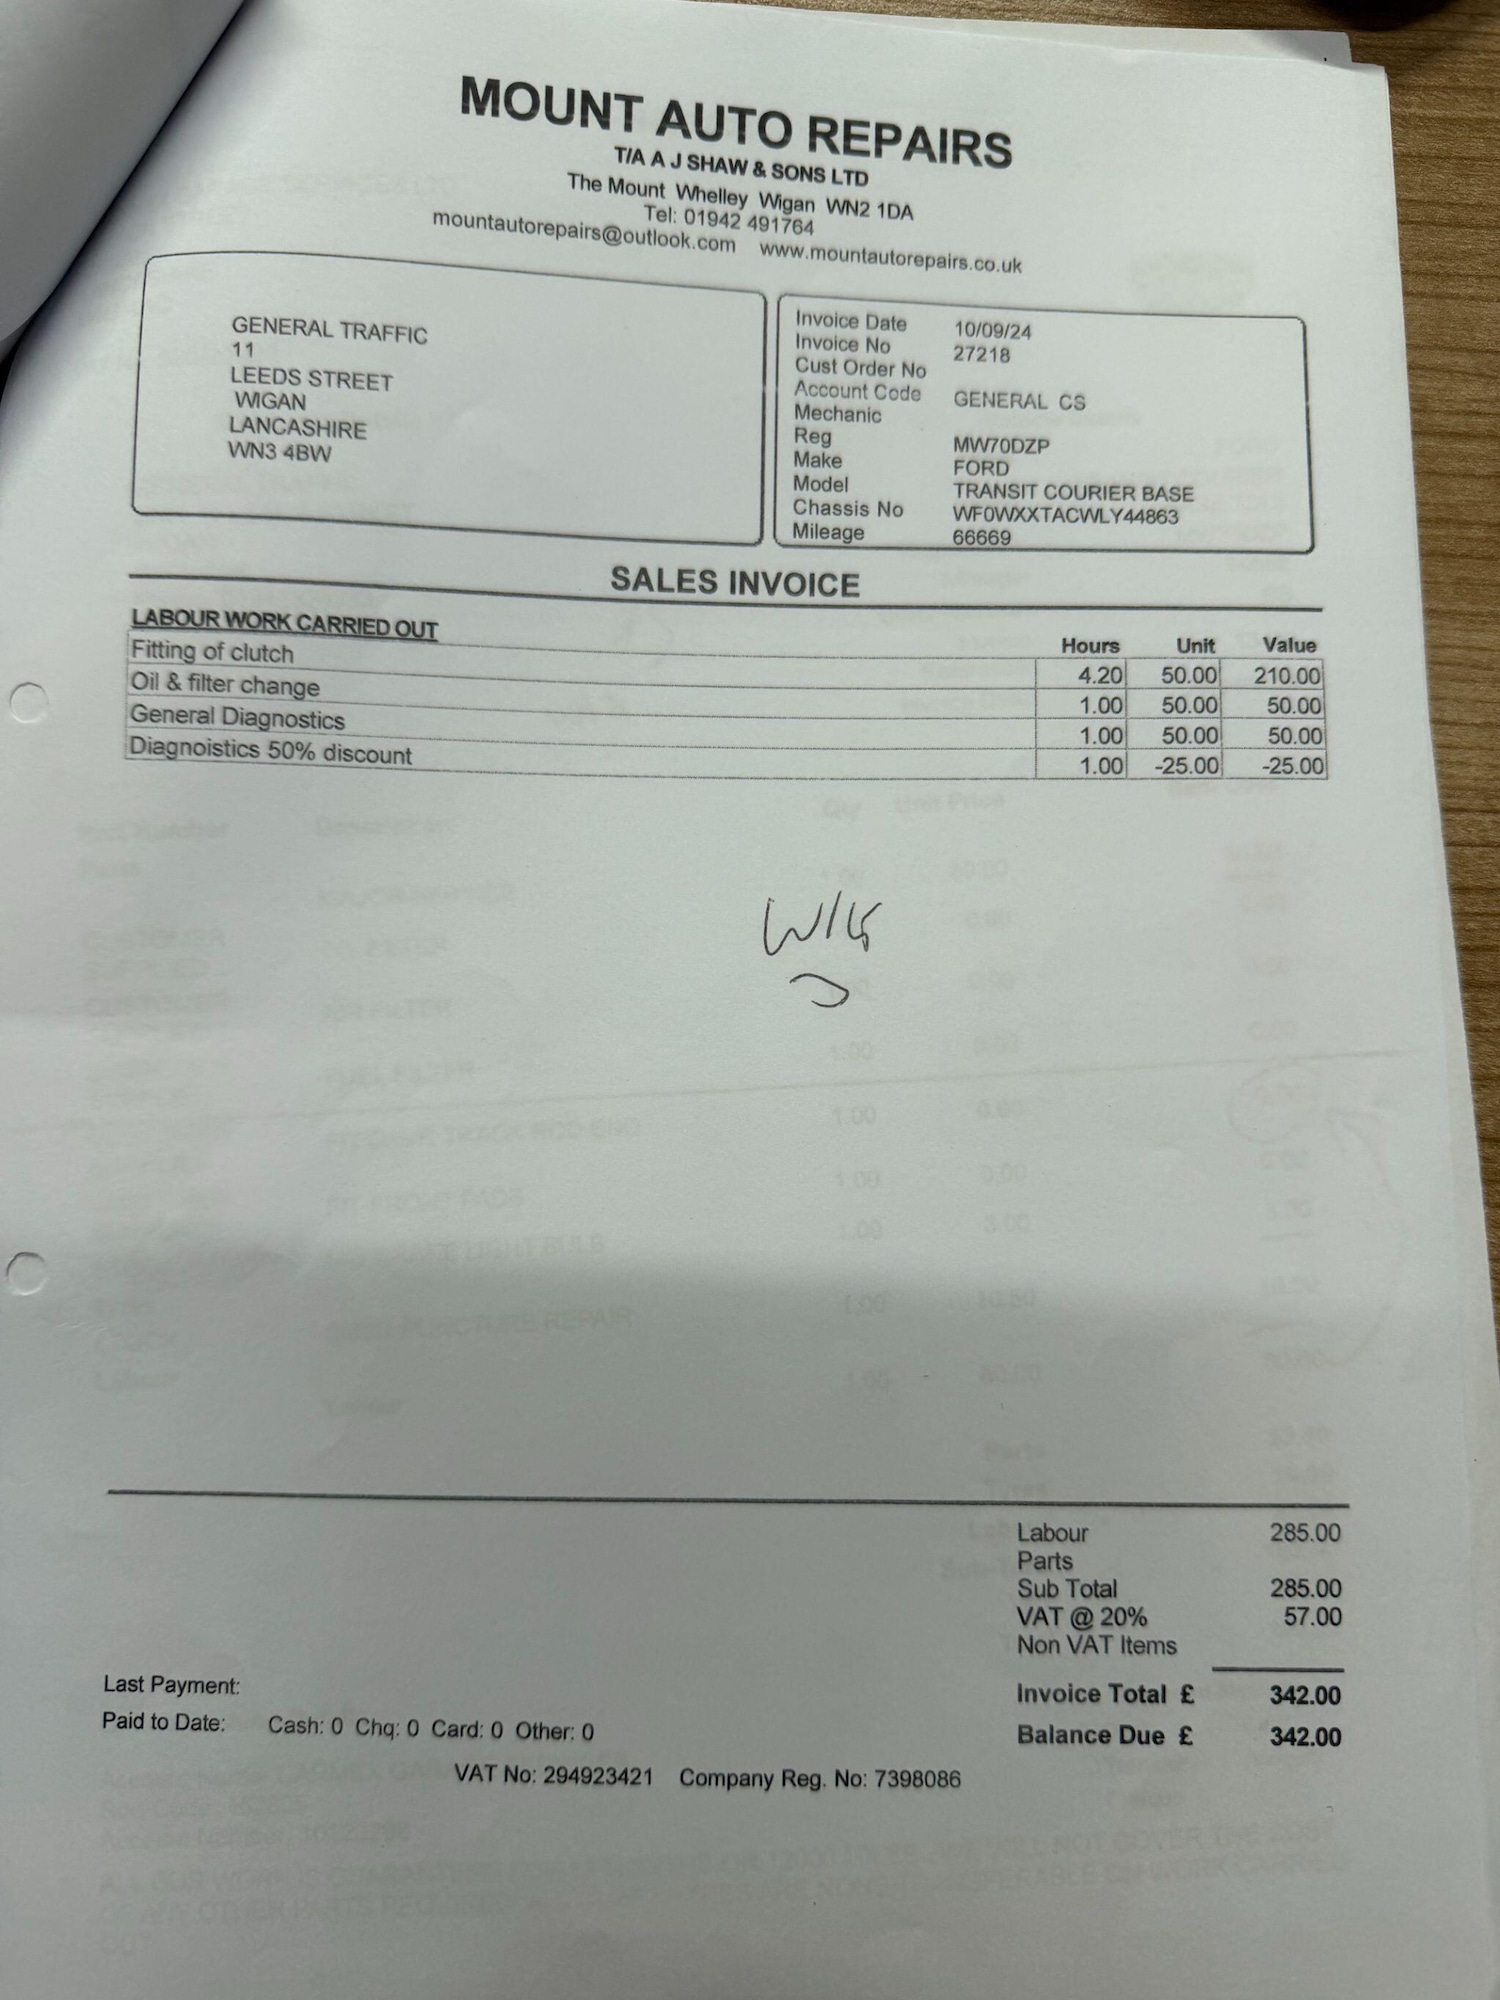 MOUNT AUTO REPAIRS
T/A A J SHAW & SONS LTD
The Mount Whelley Wigan WN2 1DA
Tel: 01942 491764
mountautorepairs@outlook.com www.mountautorepairs.co.uk
GENERAL TRAFFIC
11
LEEDS STREET
WIGAN
LANCASHIRE
WN3 4BW
Invoice Date 10/09/24
Invoice No 27218
Cust Order No
Account Code GENERAL CS
Mechanic
Reg MW70DZP
Make FORD
Model TRANSIT COURIER BASE
Chassis No WF0WXXTACWLY44863
Mileage 66669
SALES INVOICE
LABOUR WORK CARRIED OUT Hours Unit Value
Fitting of clutch 4.20 50.00 210.00
Oil & filter change 1.00 50.00 50.00
General Diagnostics 1.00 50.00 50.00
Diagnoistics 50% discount 1.00 -25.00 -25.00
Labour 285.00
Parts
Sub Total 285.00
VAT @ 20% 57.00
Non VAT Items
Last Payment:
Invoice Total £ 342.00
Paid to Date: Cash: 0 Chq: 0 Card: 0 Other: 0
Balance Due £ 342.00
VAT No: 294923421 Company Reg. No: 7398086